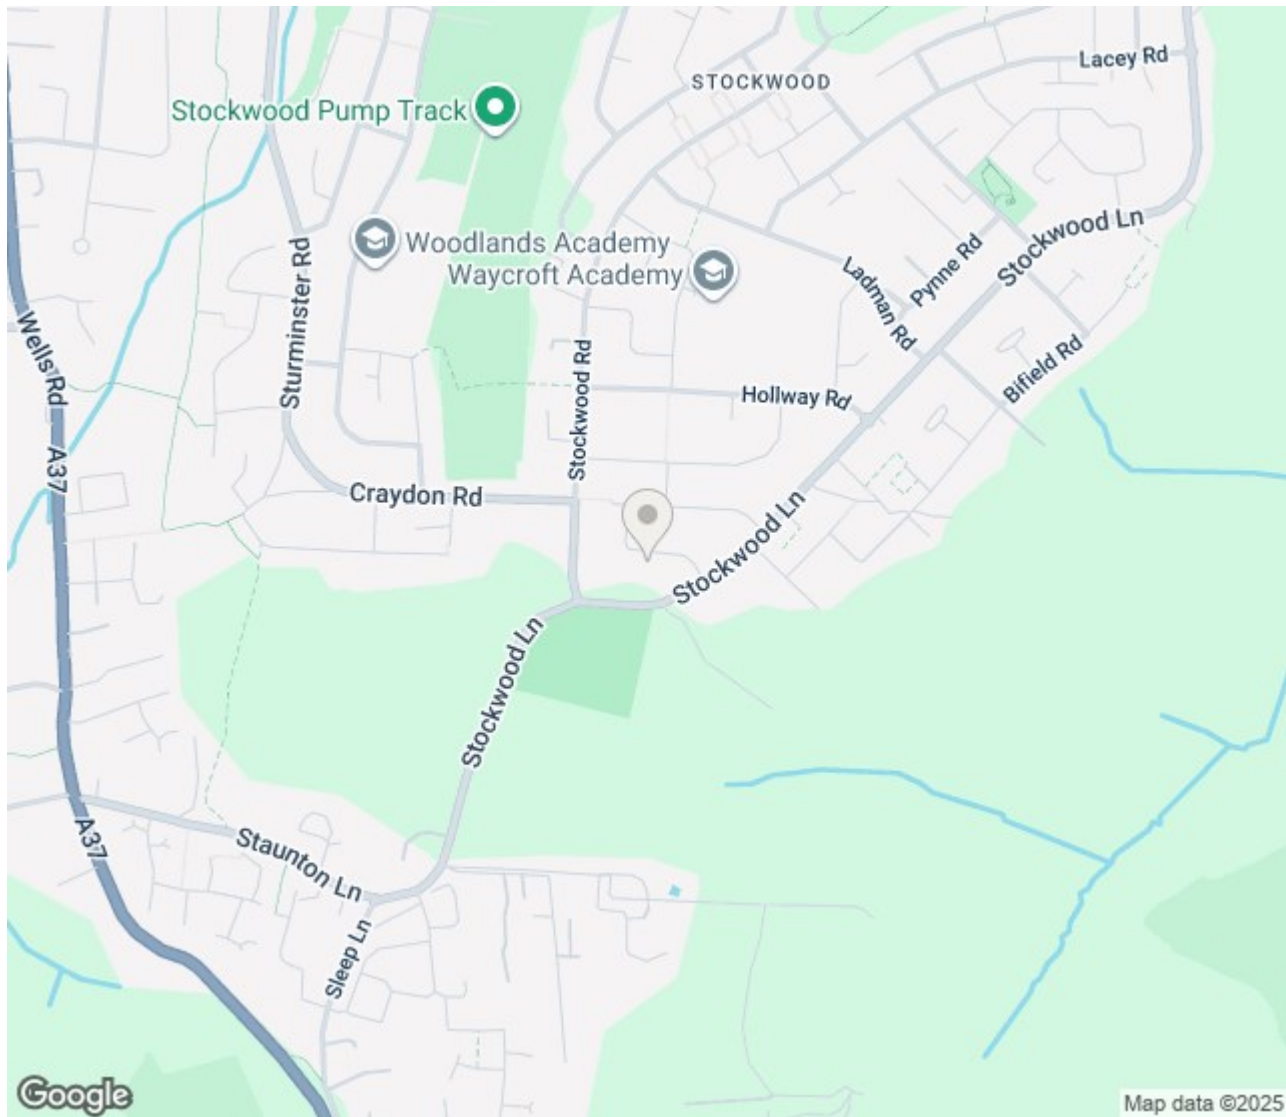 Lacey Rd
STOCKWOOD
Stockwood Pump Track
Stockwood Ln
Woodlands Academy
Waycroft Academy
Pynne Rd
Ladman Rd
Sturminster Rd
Wells Rd
Stockwood Rd
Bifield Rd
Hollway Rd
A37
Craydon Rd
Stockwood Ln
Stockwood Ln
A37
Staunton Ln
Sleep Ln
Google
Map data ©2025